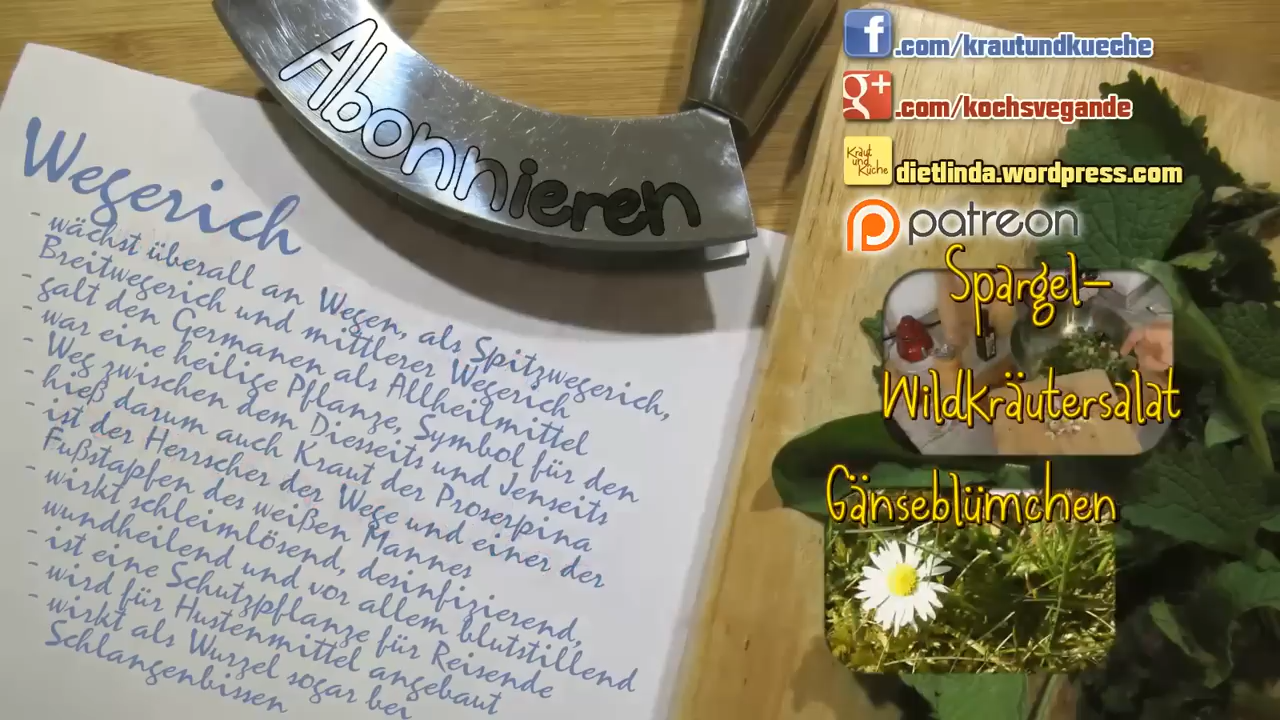 Abonnieren
Wegerich
- wächst überall an Wegen, als Spitzwegerich,
Breitwegerich und mittlerer Wegerich
- galt den Germanen als Allheilmittel
- war eine heilige Pflanze, Symbol für den
Weg zwischen dem Diesseits und Jenseits
- hieß darum auch Kraut der Proserpina
- ist der Herrscher der Wege und einer der
Fußstapfen des weißen Mannes
- wirkt schleimlösend, desinfizierend,
wundheilend und vor allem blutstillend
- ist eine Schutzpflanze für Reisende
- wird für Hustenmittel angebaut
- wirkt als Wurzel sogar bei
Schlangenbissen
f .com/krautundkueche
g+ .com/kochsvegande
Kraut
und
Küche
dietlinda.wordpress.com
patreon
Spargel-
Wildkräutersalat
Gänseblümchen